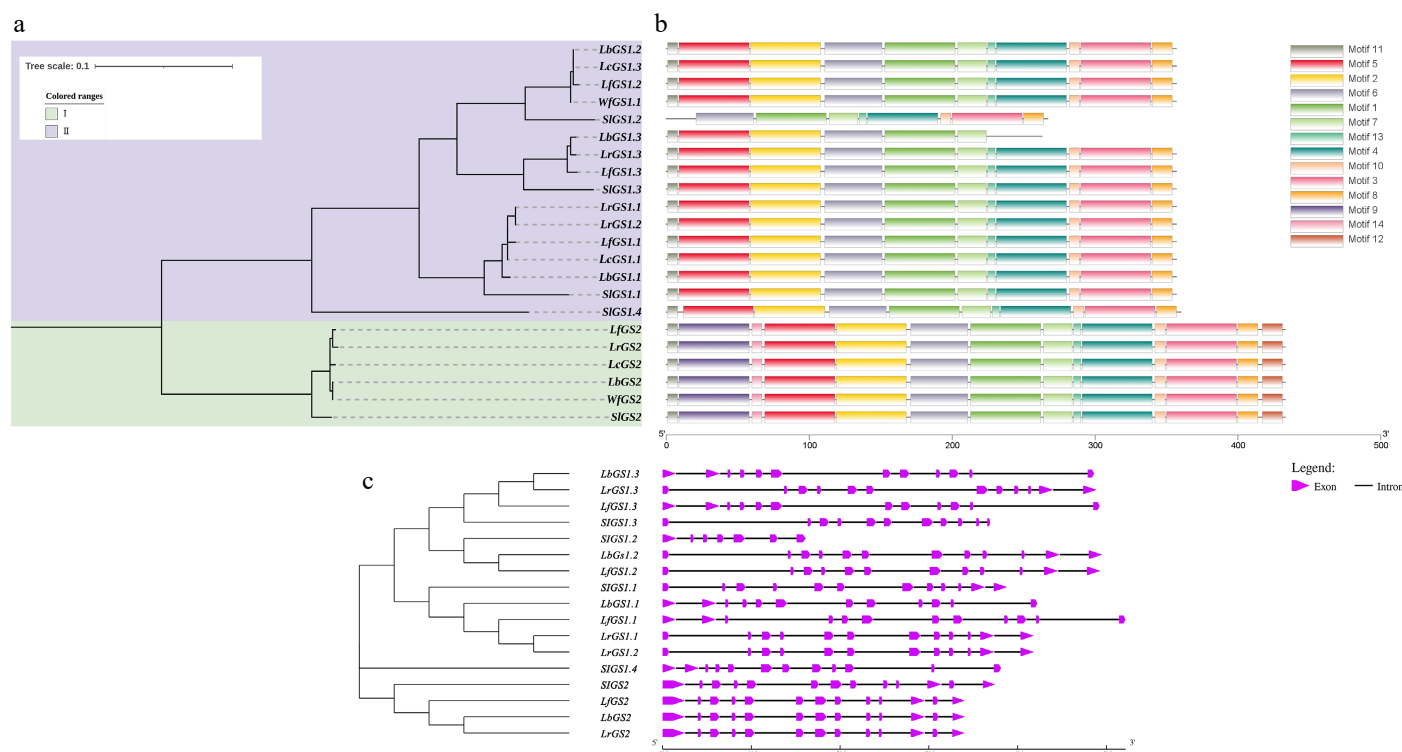 a
b
Tree scale: 0.1
Colored ranges
I
II
LbGS1.2
LcGS1.3
LfGS1.2
WfGS1.1
SlGS1.2
LbGS1.3
LrGS1.3
LfGS1.3
SlGS1.3
LrGS1.1
LrGS1.2
LfGS1.1
LcGS1.1
LbGS1.1
SlGS1.1
SlGS1.4
LfGS2
LrGS2
LcGS2
LbGS2
WfGS2
SlGS2
Motif 11
Motif 5
Motif 2
Motif 6
Motif 1
Motif 7
Motif 13
Motif 4
Motif 10
Motif 3
Motif 8
Motif 9
Motif 14
Motif 12
5' 3'
0 100 200 300 400 500
c
LbGS1.3
LrGS1.3
LfGS1.3
SlGS1.3
SlGS1.2
LbGs1.2
LfGS1.2
SlGS1.1
LbGS1.1
LfGS1.1
LrGS1.1
LrGS1.2
SlGS1.4
SlGS2
LfGS2
LbGS2
LrGS2
Legend:
Exon Intron
5' 3'